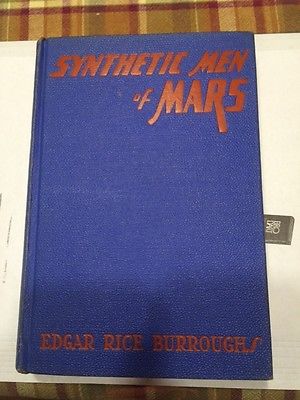 SYNTHETIC MEN
of MARS
EDGAR RICE BURROUGHS